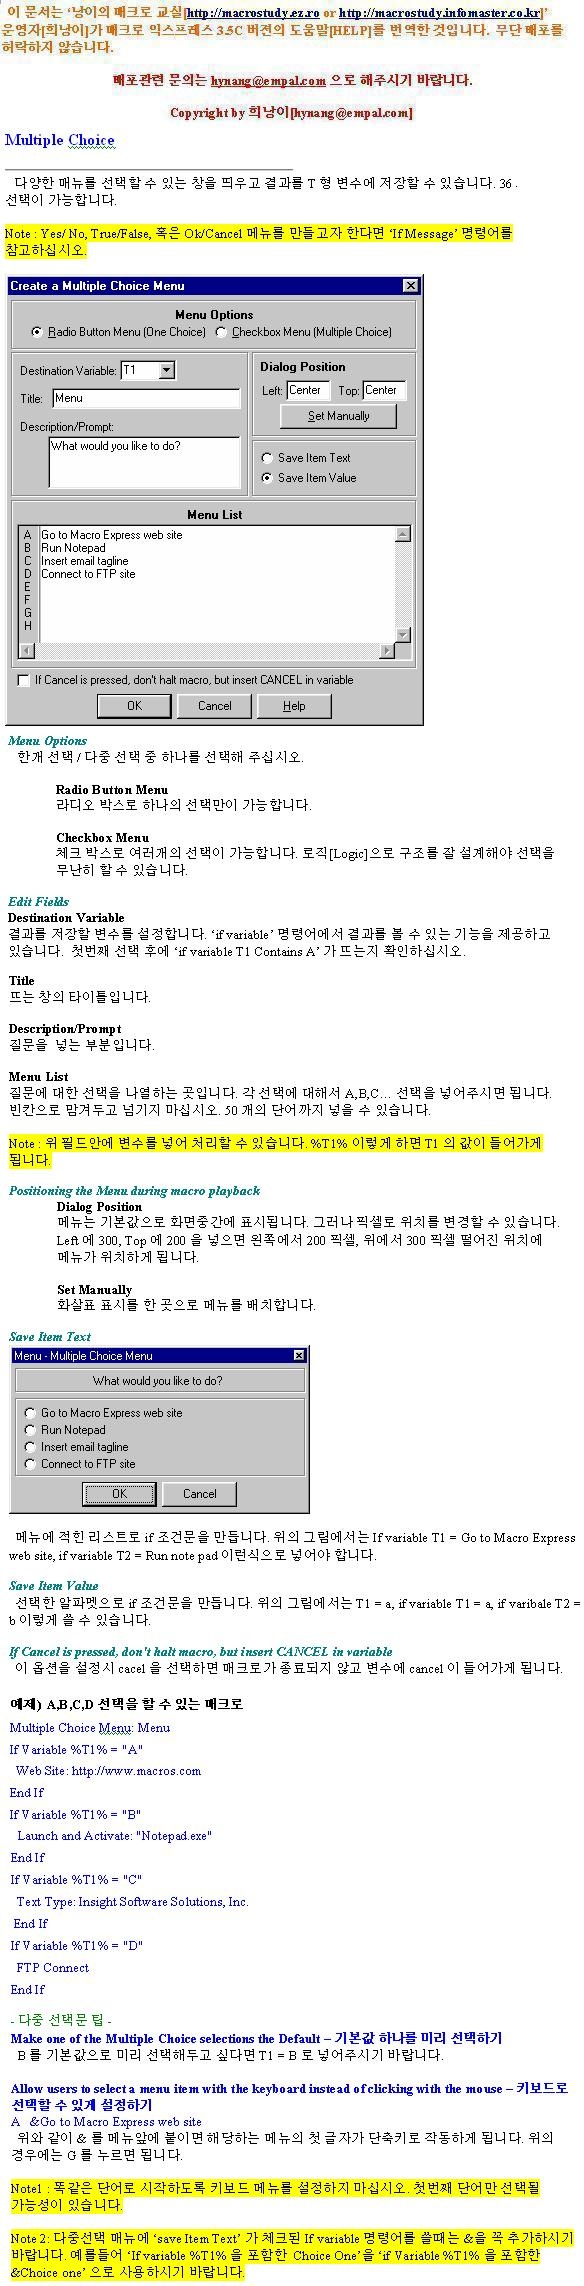 이 문서는 '낭이의 매크로 교실[http://macrostudy.ez.ro or http://macrostudy.infomaster.co.kr]'
운영자[희낭이]가 매크로 익스프레스 3.5C 버젼의 도움말[HELP]를 번역한 것입니다. 무단 배포를
허락하지 않습니다.
배포관련 문의는 hynang@empal.com 으로 해주시기 바랍니다.
Copyright by 희낭이[hynang@empal.com]
Multiple Choice
다양한 매뉴를 선택할 수 있는 창을 띄우고 결과를 T 형 변수에 저장할 수 있습니다. 36 .
선택이 가능합니다.
Note : Yes/ No, True/False, 혹은 Ok/Cancel 메뉴를 만들고자 한다면 'If Message' 명령어를
참고하십시오.
Create a Multiple Choice Menu
Menu Options
Radio Button Menu (One Choice) Checkbox Menu (Multiple Choice)
Destination Variable: T1
Title: Menu
Description/Prompt:
What would you like to do?
Dialog Position
Left: Center Top: Center
Set Manually
Save Item Text
Save Item Value
Menu List
A Go to Macro Express web site
B Run Notepad
C Insert email tagline
D Connect to FTP site
E
F
G
H
If Cancel is pressed, don't halt macro, but insert CANCEL in variable
OK Cancel Help
Menu Options
한개 선택 / 다중 선택 중 하나를 선택해 주십시오.
Radio Button Menu
라디오 박스로 하나의 선택만이 가능합니다.
Checkbox Menu
체크 박스로 여러개의 선택이 가능합니다. 로직[Logic]으로 구조를 잘 설계해야 선택을
무난히 할 수 있습니다.
Edit Fields
Destination Variable
결과를 저장할 변수를 설정합니다. 'if variable' 명령어에서 결과를 볼 수 있는 기능을 제공하고
있습니다. 첫번째 선택 후에 'if variable T1 Contains A' 가 뜨는지 확인하십시오.
Title
뜨는 창의 타이틀입니다.
Description/Prompt
질문을 넣는 부분입니다.
Menu List
질문에 대한 선택을 나열하는 곳입니다. 각 선택에 대해서 A,B,C... 선택을 넣어주시면 됩니다.
빈칸으로 맘겨두고 넘기지 마십시오. 50 개의 단어까지 넣을 수 있습니다.
Note : 위 필드안에 변수를 넣어 처리할 수 있습니다. %T1% 이렇게 하면 T1 의 값이 들어가게
됩니다.
Positioning the Menu during macro playback
Dialog Position
메뉴는 기본값으로 화면중간에 표시됩니다. 그러나 픽셀로 위치를 변경할 수 있습니다.
Left 에 300, Top 에 200 을 넣으면 왼쪽에서 200 픽셀, 위에서 300 픽셀 떨어진 위치에
메뉴가 위치하게 됩니다.
Set Manually
화살표 표시를 한 곳으로 메뉴를 배치합니다.
Save Item Text
Menu - Multiple Choice Menu
What would you like to do?
Go to Macro Express web site
Run Notepad
Insert email tagline
Connect to FTP site
OK Cancel
메뉴에 적힌 리스트로 if 조건문을 만듭니다. 위의 그림에서는 If variable T1 = Go to Macro Express
web site, if variable T2 = Run note pad 이런식으로 넣어야 합니다.
Save Item Value
선택한 알파벳으로 if 조건문을 만듭니다. 위의 그림에서는 T1 = a, if variable T1 = a, if varibale T2 =
b 이렇게 쓸 수 있습니다.
If Cancel is pressed, don't halt macro, but insert CANCEL in variable
이 옵션을 설정시 cacel 을 선택하면 매크로가 종료되지 않고 변수에 cancel 이 들어가게 됩니다.
예제) A,B,C,D 선택을 할 수 있는 매크로
Multiple Choice Menu: Menu
If Variable %T1% = "A"
Web Site: http://www.macros.com
End If
If Variable %T1% = "B"
Launch and Activate: "Notepad.exe"
End If
If Variable %T1% = "C"
Text Type: Insight Software Solutions, Inc.
End If
If Variable %T1% = "D"
FTP Connect
End If
- 다중 선택문 팁 -
Make one of the Multiple Choice selections the Default – 기본값 하나를 미리 선택하기
B 를 기본값으로 미리 선택해두고 싶다면 T1 = B 로 넣어주시기 바랍니다.
Allow users to select a menu item with the keyboard instead of clicking with the mouse – 키보드로
선택할 수 있게 설정하기
A &Go to Macro Express web site
위와 같이 & 를 메뉴앞에 붙이면 해당하는 메뉴의 첫 글자가 단축키로 작동하게 됩니다. 위의
경우에는 G 를 누르면 됩니다.
Note1 : 똑같은 단어로 시작하도록 키보드 메뉴를 설정하지 마십시오. 첫번째 단어만 선택될
가능성이 있습니다.
Note 2: 다중선택 매뉴에 'save Item Text' 가 체크된 If variable 명령어를 쓸때는 &을 꼭 추가하시기
바랍니다. 예를들어 'If variable %T1% 을 포함한 Choice One'을 'if Variable %T1% 을 포함한
&Choice one' 으로 사용하시기 바랍니다.